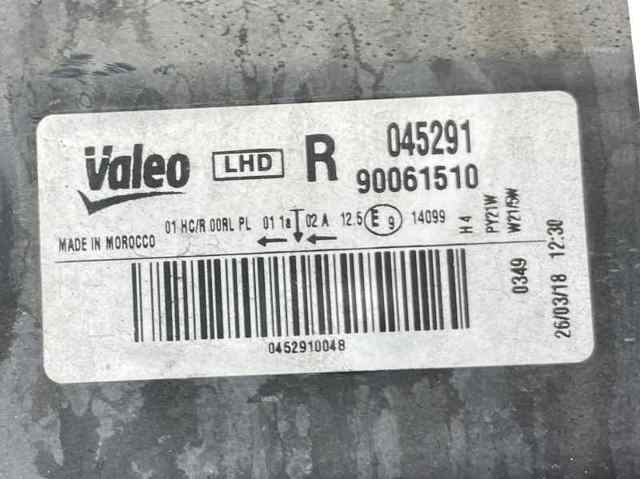 Valeo LHD R 045291
90061510
01 HC/R 00RL PL 01 1a 02 A 12.5 E9 14099
MADE IN MOROCCO
H4
PY21W
W21/5W
0349
26/03/18 12:30
0452910048